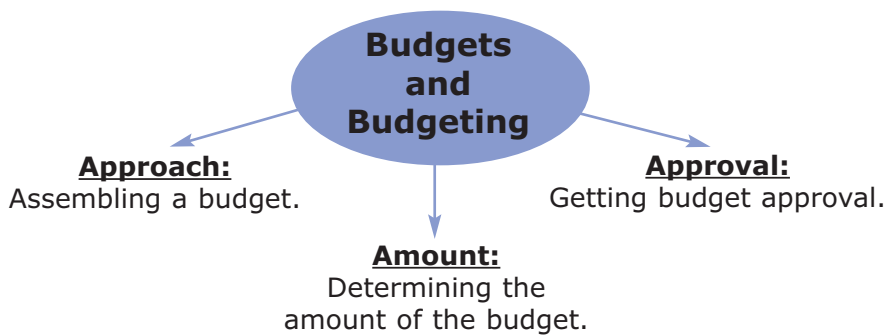 Budgets
and
Budgeting
Approach:
Assembling a budget.
Amount:
Determining the
amount of the budget.
Approval:
Getting budget approval.